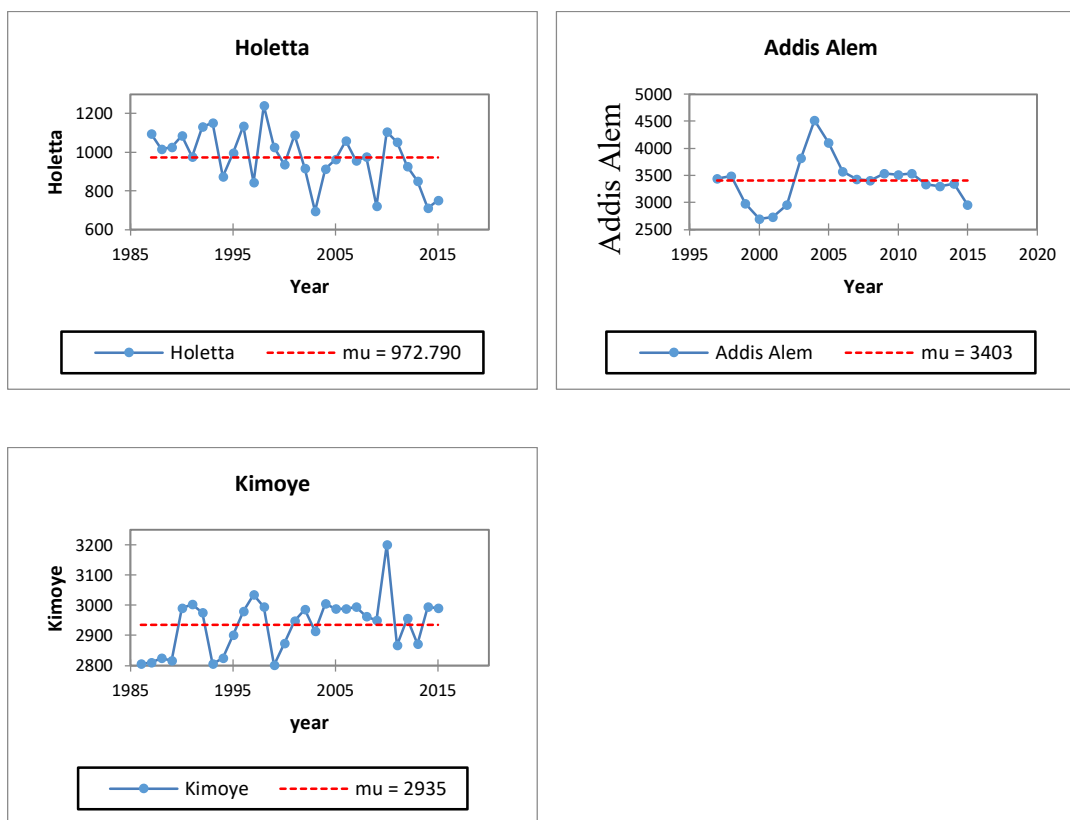 Holetta
Holetta
1200
1000
800
600
1985
1995
2005
2015
Year
Holetta
mu = 972.790
Addis Alem
Addis Alem
5000
4500
4000
3500
3000
2500
1995
2000
2005
2010
2015
2020
Year
Addis Alem
mu = 3403
Kimoye
Kimoye
3200
3100
3000
2900
2800
1985
1995
2005
2015
year
Kimoye
mu = 2935